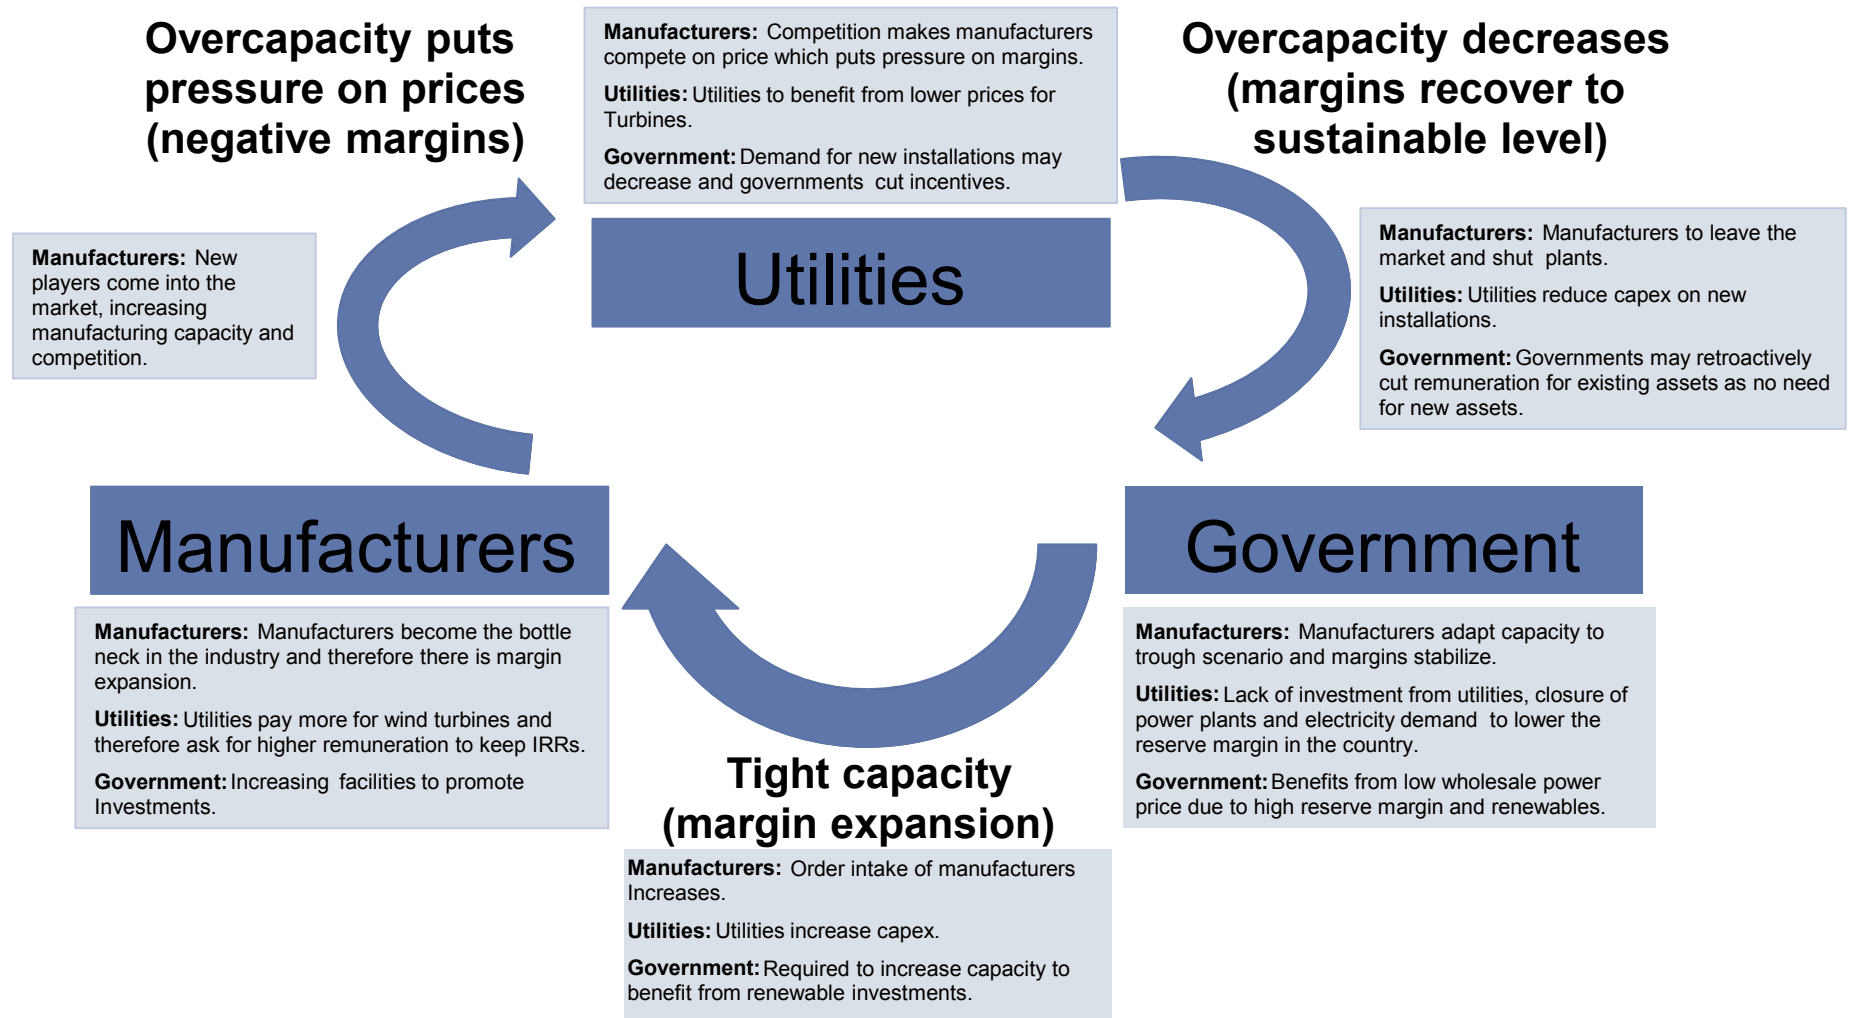 Overcapacity puts
pressure on prices
(negative margins)
Manufacturers: Competition makes manufacturers
compete on price which puts pressure on margins.
Utilities: Utilities to benefit from lower prices for
Turbines.
Government: Demand for new installations may
decrease and governments cut incentives.
Overcapacity decreases
(margins recover to
sustainable level)
Manufacturers: New
players come into the
market, increasing
manufacturing capacity and
competition.
Utilities
Manufacturers: Manufacturers to leave the
market and shut plants.
Utilities: Utilities reduce capex on new
installations.
Government: Governments may retroactively
cut remuneration for existing assets as no need
for new assets.
Manufacturers
Government
Manufacturers: Manufacturers become the bottle
neck in the industry and therefore there is margin
expansion.
Utilities: Utilities pay more for wind turbines and
therefore ask for higher remuneration to keep IRRs.
Government: Increasing facilities to promote
Investments.
Manufacturers: Manufacturers adapt capacity to
trough scenario and margins stabilize.
Utilities: Lack of investment from utilities, closure of
power plants and electricity demand to lower the
reserve margin in the country.
Government: Benefits from low wholesale power
price due to high reserve margin and renewables.
Tight capacity
(margin expansion)
Manufacturers: Order intake of manufacturers
Increases.
Utilities: Utilities increase capex.
Government: Required to increase capacity to
benefit from renewable investments.